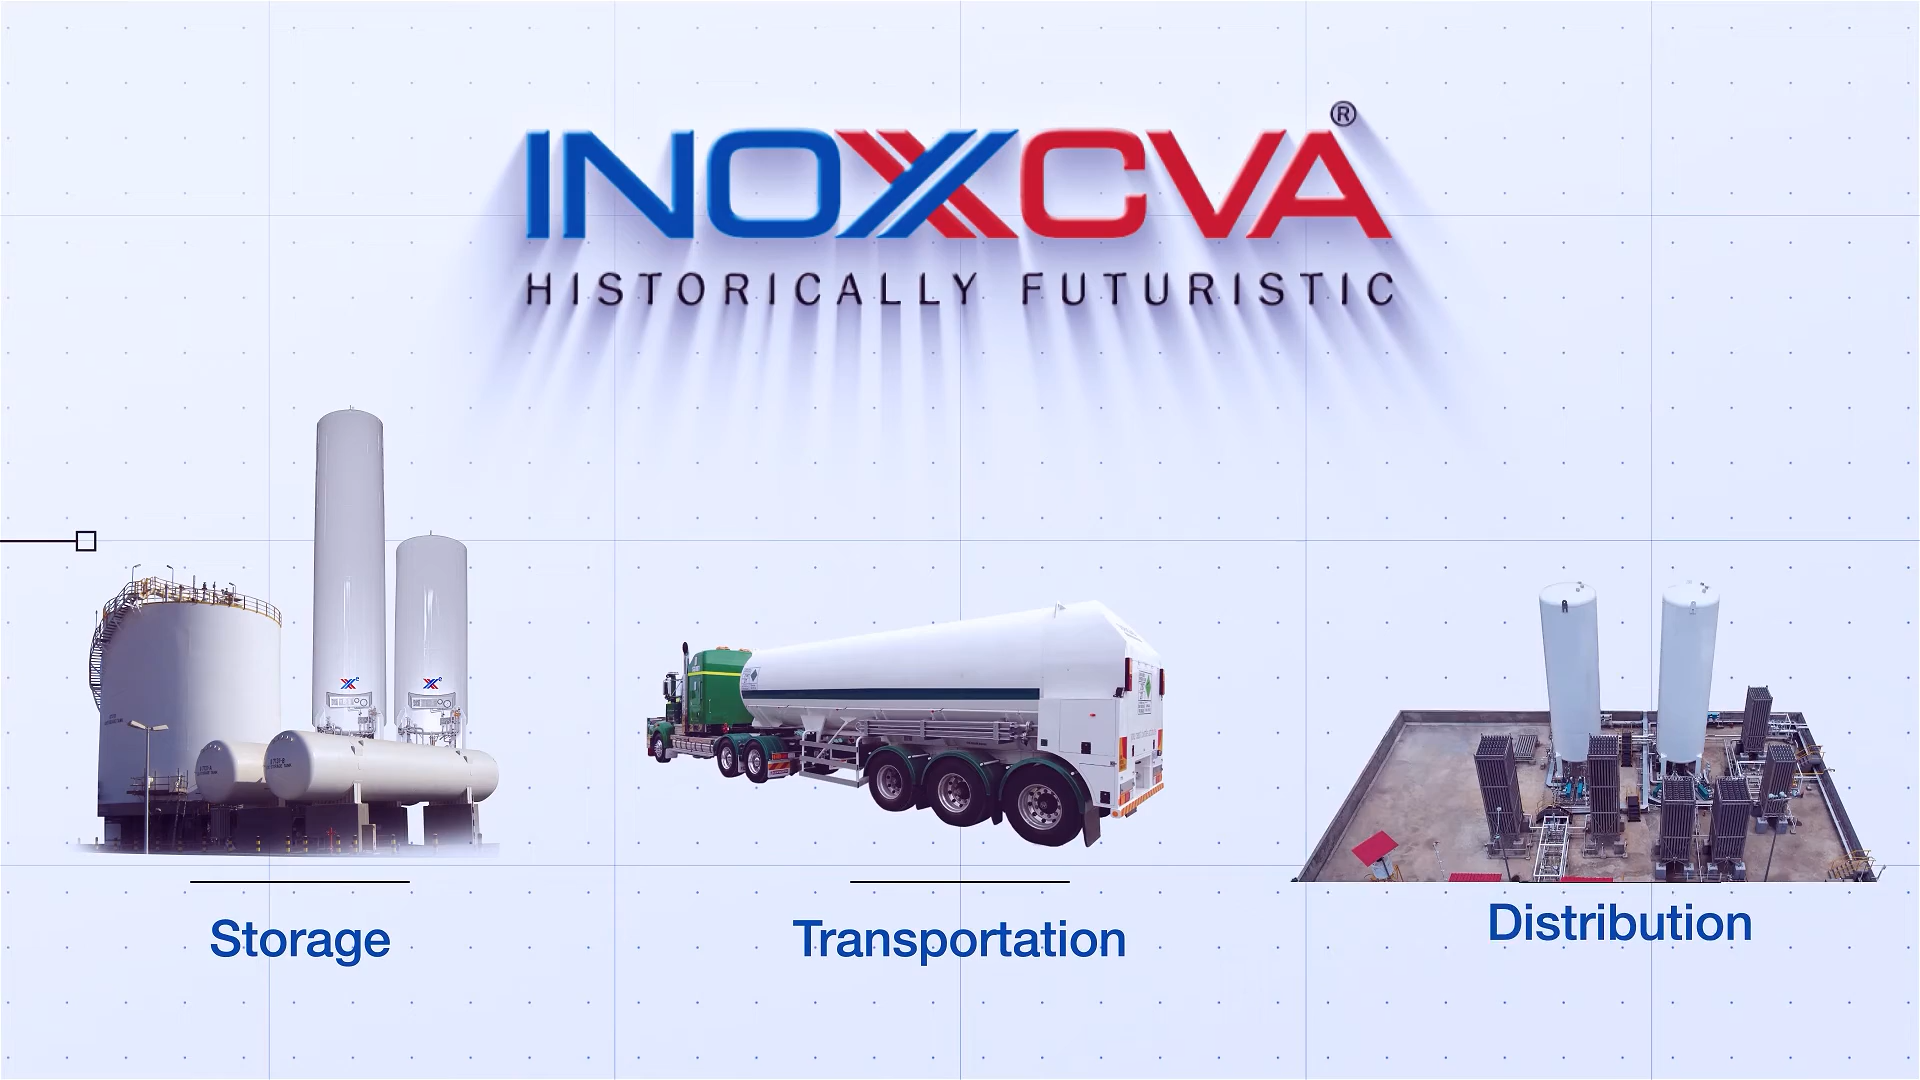 INOXCVA®
HISTORICALLY FUTURISTIC
Storage
Transportation
Distribution